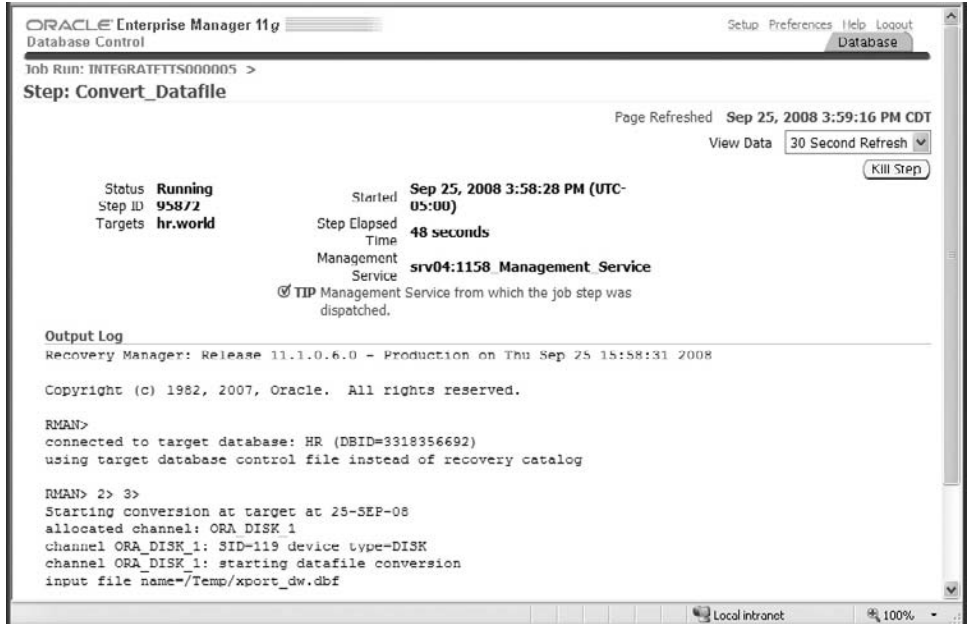 ORACLE Enterprise Manager 11g
Database Control
Setup Preferences Help Logout
Database
Job Run: INTEGRATETTS000005 >
Step: Convert_Datafile
Page Refreshed Sep 25, 2008 3:59:16 PM CDT
View Data 30 Second Refresh
Kill Step
Status Running
Step ID 95872
Targets hr.world
Started Sep 25, 2008 3:58:28 PM (UTC-
05:00)
Step Elapsed
Time 48 seconds
Management
Service srv04:1158_Management_Service
TIP Management Service from which the job step was
dispatched.
Output Log
Recovery Manager: Release 11.1.0.6.0 - Production on Thu Sep 25 15:58:31 2008
Copyright (c) 1982, 2007, Oracle. All rights reserved.
RMAN>
connected to target database: HR (DBID=3318356692)
using target database control file instead of recovery catalog
RMAN> 2> 3>
Starting conversion at target at 25-SEP-08
allocated channel: ORA_DISK_1
channel ORA_DISK_1: SID=119 device type=DISK
channel ORA_DISK_1: starting datafile conversion
input file name=/Temp/xport_dw.dbf
Local intranet
100%